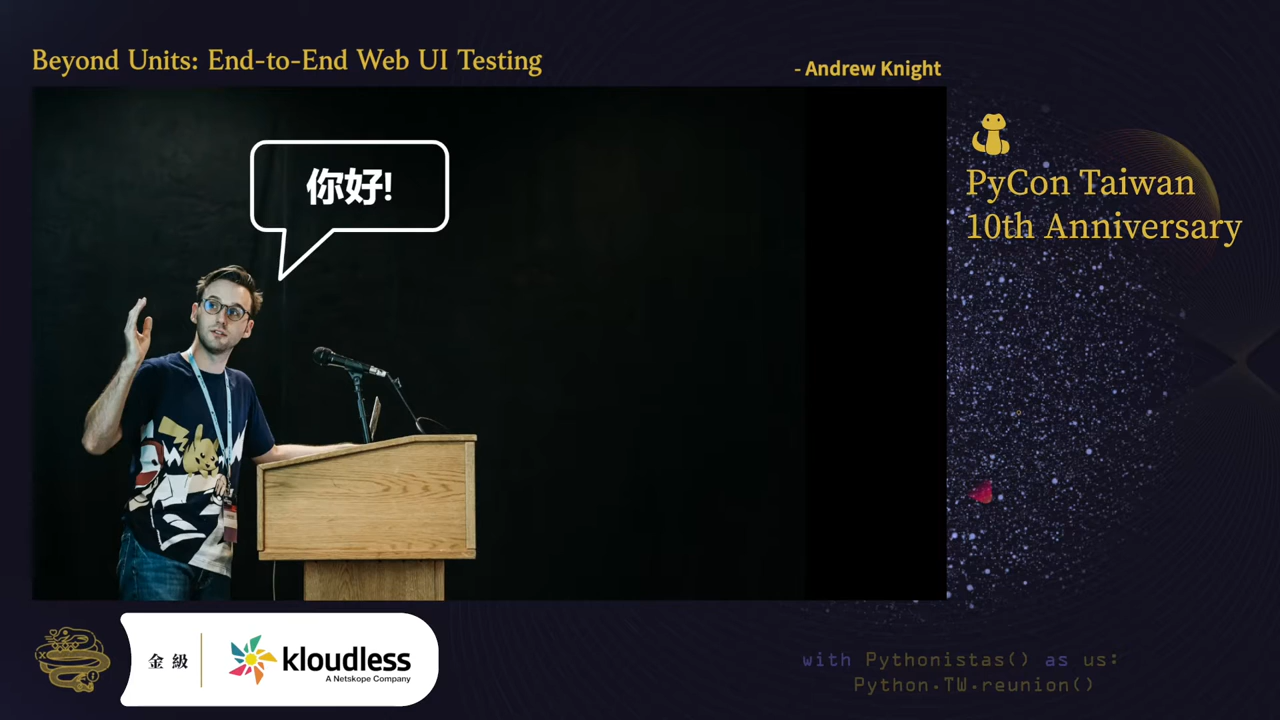 Beyond Units: End-to-End Web UI Testing
- Andrew Knight
你好!
PyCon Taiwan
10th Anniversary
金級
kloudless
A Netskope Company
with Pythonistas() as us:
Python.TW.reunion()